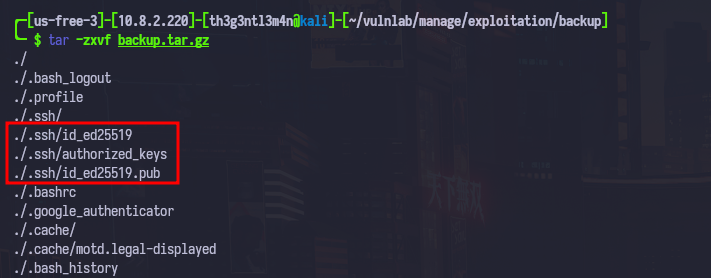 [us-free-3]-[10.8.2.220]-[th3g3ntl3m4n@kali]-[~/vulnlab/manage/exploitation/backup]
$ tar -zxvf backup.tar.gz
./
./.bash_logout
./.profile
./.ssh/
./.ssh/id_ed25519
./.ssh/authorized_keys
./.ssh/id_ed25519.pub
./.bashrc
./.google_authenticator
./.cache/
./.cache/motd.legal-displayed
./.bash_history